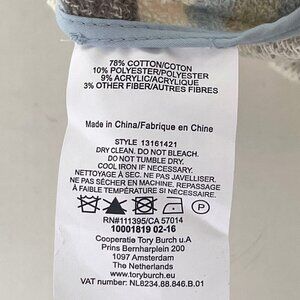 78% COTTON/COTON
10% POLYESTER/POLYESTER
9% ACRYLIC/ACRYLIQUE
3% OTHER FIBER/AUTRES FIBRES
Made in China/Fabrique en Chine
STYLE 13161421
DRY CLEAN. DO NOT BLEACH.
DO NOT TUMBLE DRY.
COOL IRON IF NECESSARY.
NETTOYAGE À SEC. NE PAS JAVELLISER.
NE PAS SÉCHER EN MACHINE. REPASSAGE
À FAIBLE TEMPÉRATURE SI NÉCESSAIRE.
P
RN#111395/CA 57014
10001819 02-16
Cooperatie Tory Burch u.a
Prins Bernharplein 200
1097 Amsterdam
The Netherlands
www.toryburch.com
VAT number: NL8234.88.846.B.01